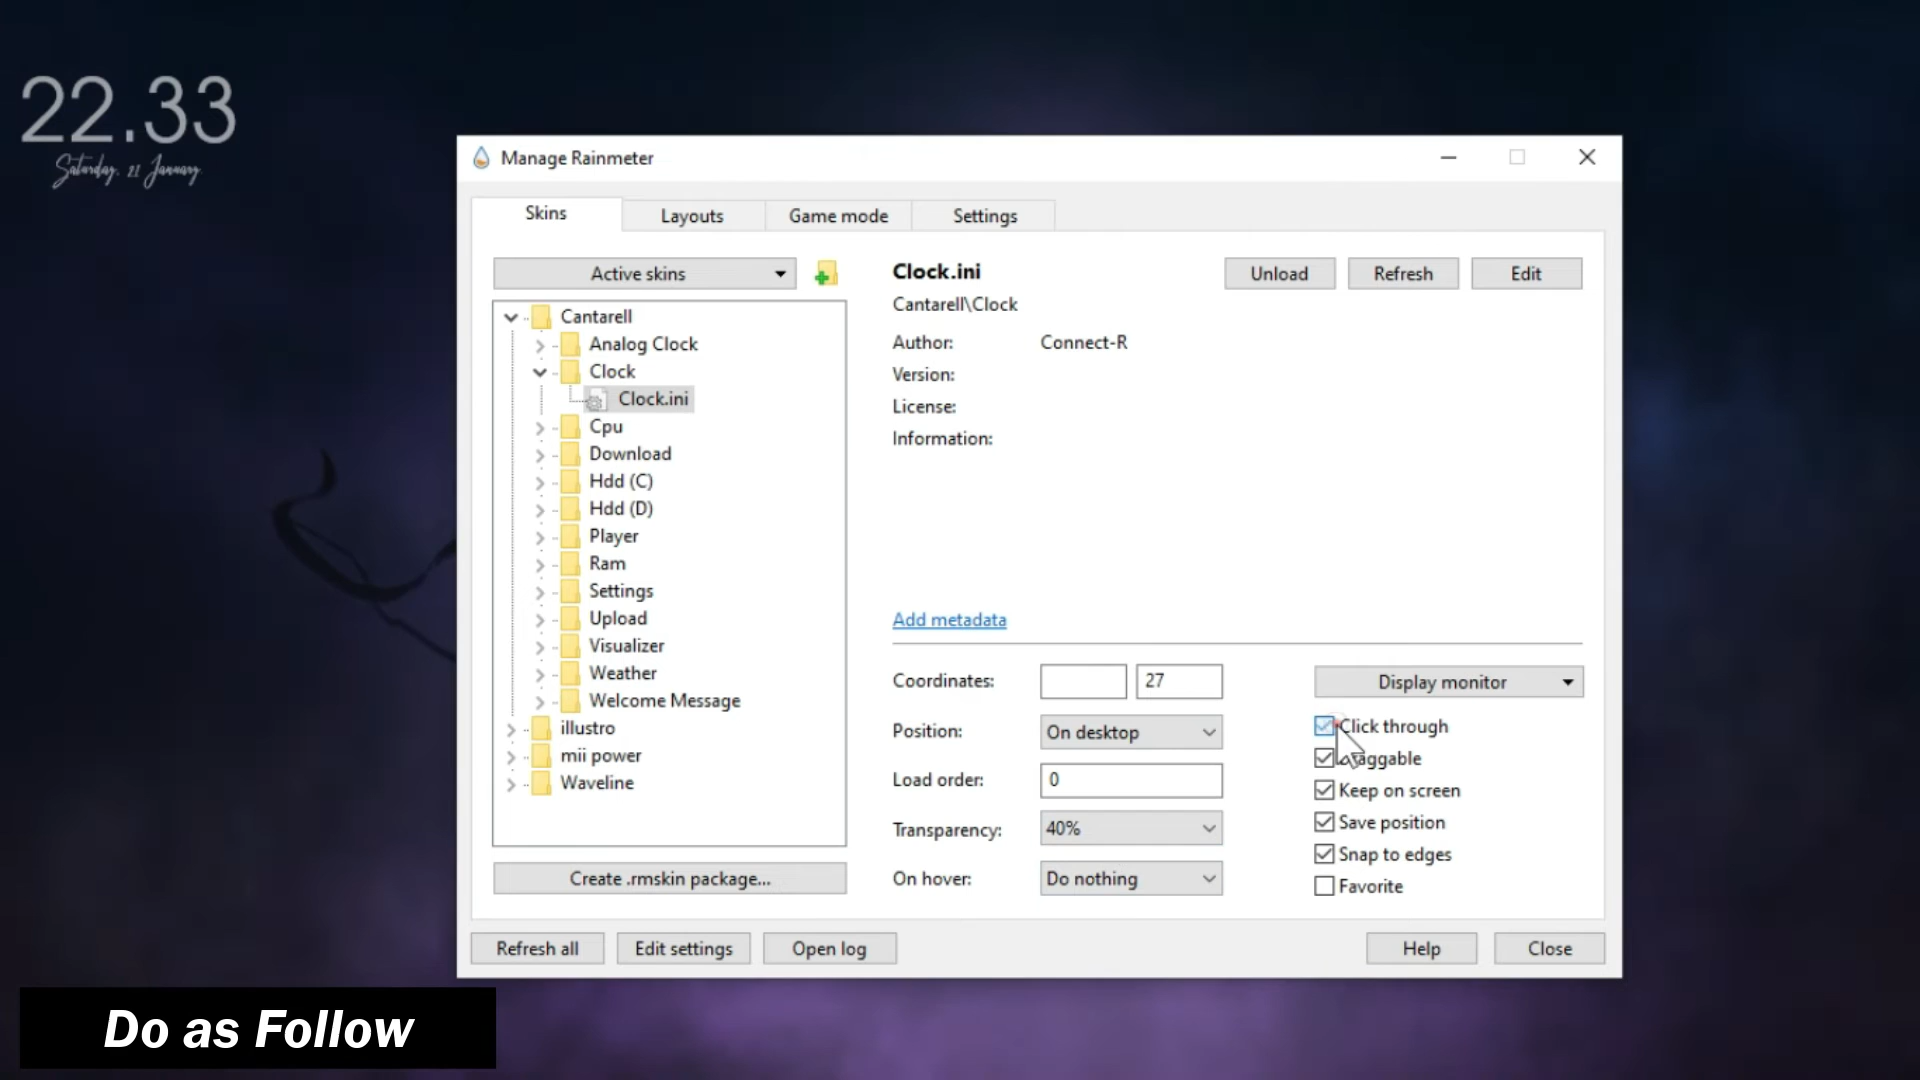 22.33
Saturday, 21 January
Manage Rainmeter
Skins
Layouts
Game mode
Settings
Active skins
Cantarell
Analog Clock
Clock
Clock.ini
Cpu
Download
Hdd (C)
Hdd (D)
Player
Ram
Settings
Upload
Visualizer
Weather
Welcome Message
illustro
mii power
Waveline
Create .rmskin package...
Clock.ini
Unload
Refresh
Edit
Cantarell\Clock
Author: Connect-R
Version:
License:
Information:
Add metadata
Coordinates: 27
Display monitor
Position: On desktop
Click through
Draggable
Load order: 0
Keep on screen
Transparency: 40%
Save position
Snap to edges
On hover: Do nothing
Favorite
Refresh all
Edit settings
Open log
Help
Close
Do as Follow